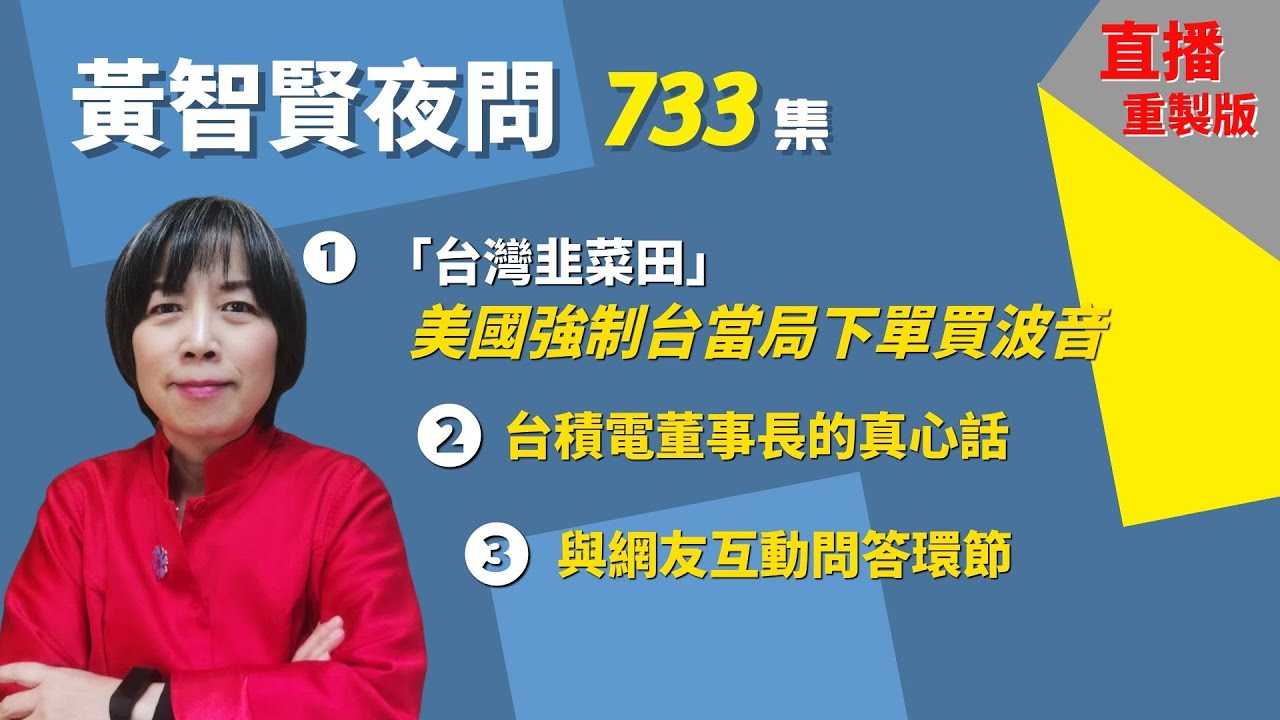 黃智賢夜問 733 集
直播
重製版
❶ 「台灣韭菜田」
美國強制台當局下單買波音
❷ 台積電董事長的真心話
❸ 與網友互動問答環節